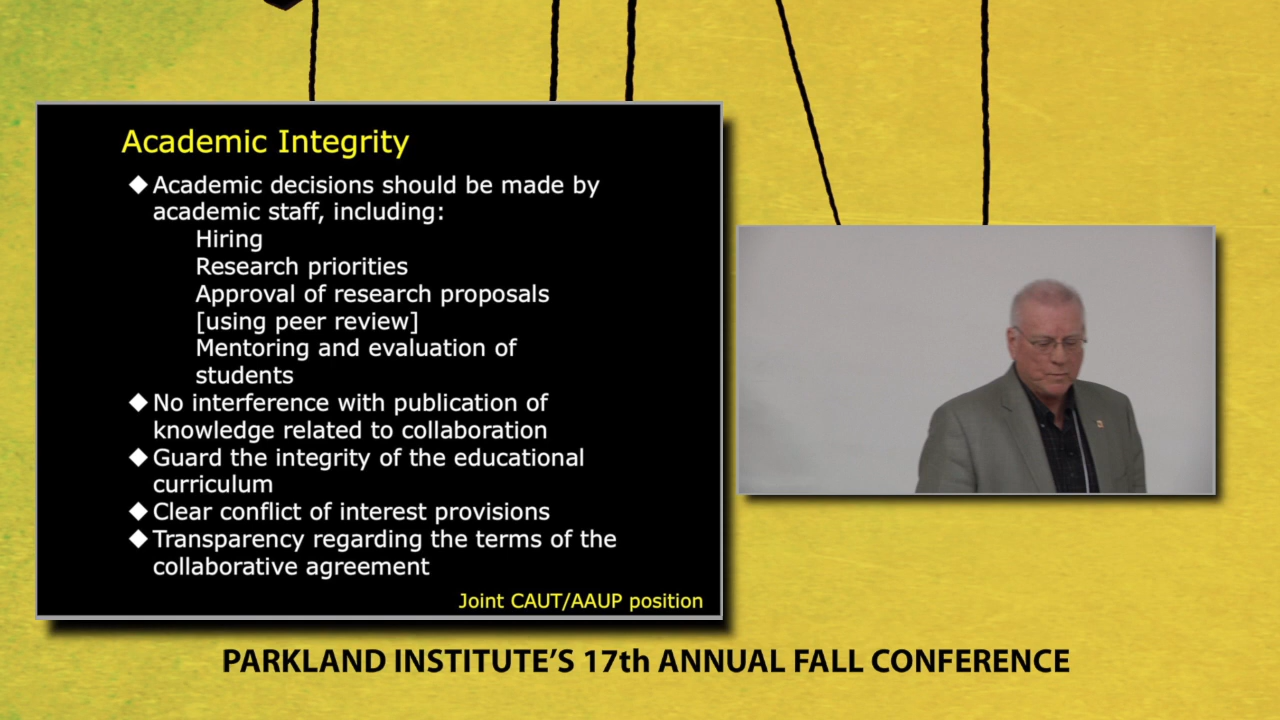 Academic Integrity
◆Academic decisions should be made by
academic staff, including:
Hiring
Research priorities
Approval of research proposals
[using peer review]
Mentoring and evaluation of
students
◆No interference with publication of
knowledge related to collaboration
◆Guard the integrity of the educational
curriculum
◆Clear conflict of interest provisions
◆Transparency regarding the terms of the
collaborative agreement
Joint CAUT/AAUP position
PARKLAND INSTITUTE’S 17th ANNUAL FALL CONFERENCE